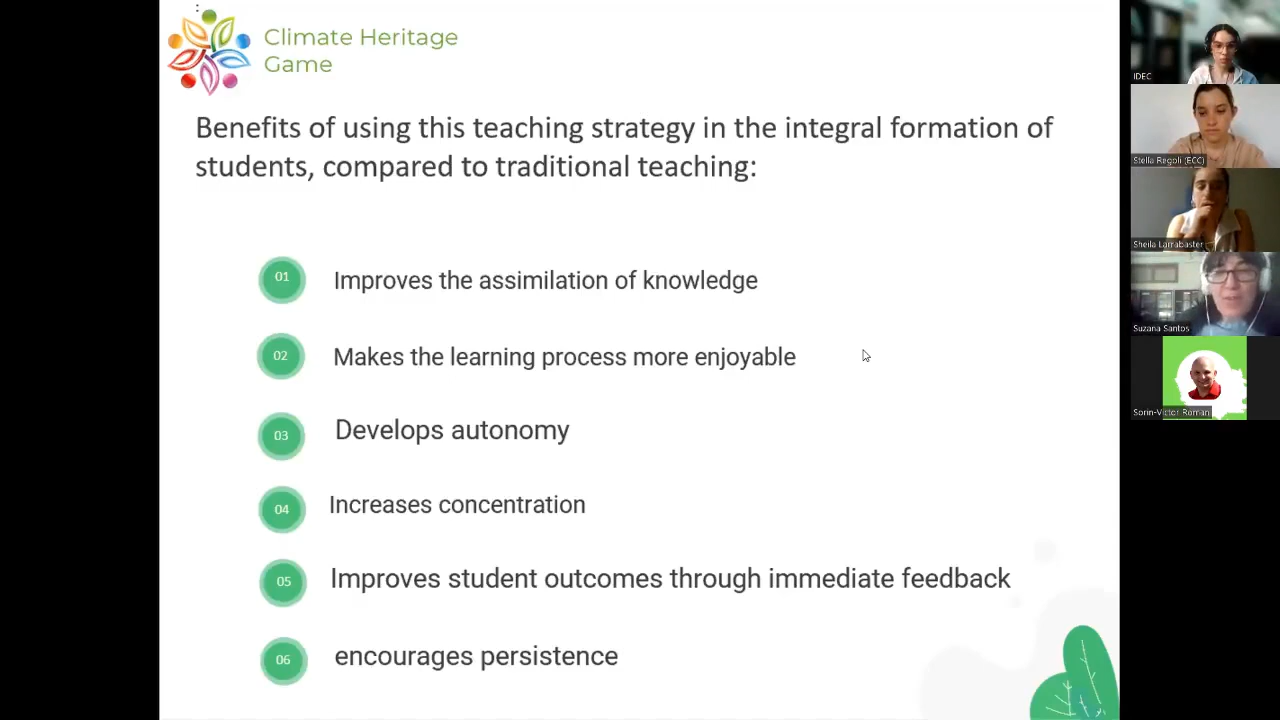 Climate Heritage
Game
Benefits of using this teaching strategy in the integral formation of
students, compared to traditional teaching:
01
Improves the assimilation of knowledge
02
Makes the learning process more enjoyable
03
Develops autonomy
04
Increases concentration
05
Improves student outcomes through immediate feedback
06
encourages persistence
IDEC
Stella Regoli (ECC)
Sheila Larrabaster
Suzana Santos
Sorin-Victor Roman